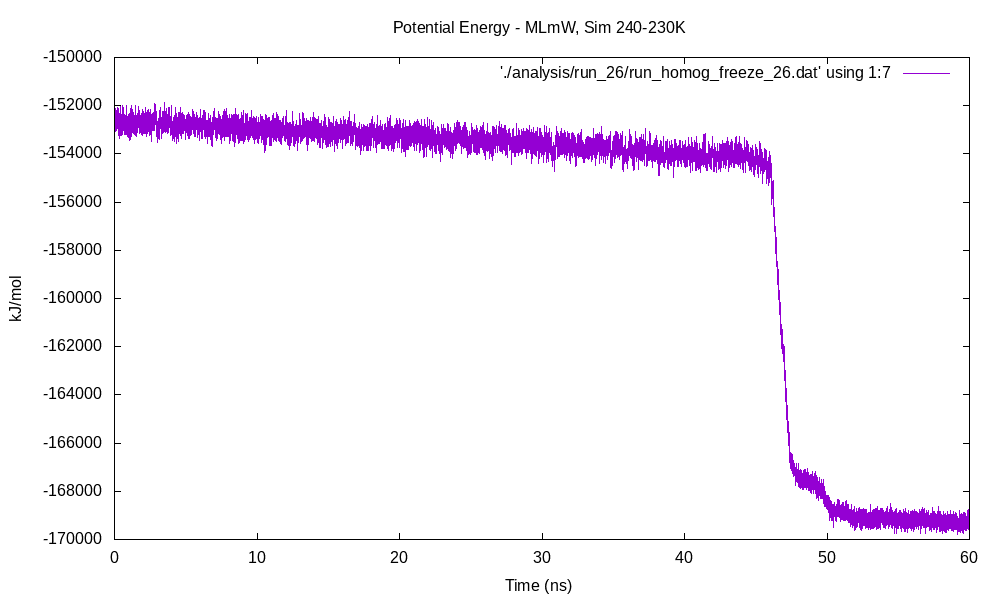 Potential Energy - MLmW, Sim 240-230K
'./analysis/run_26/run_homog_freeze_26.dat' using 1:7
-150000
-152000
-154000
-156000
-158000
-160000
-162000
-164000
-166000
-168000
-170000
kJ/mol
0 10 20 30 40 50 60
Time (ns)